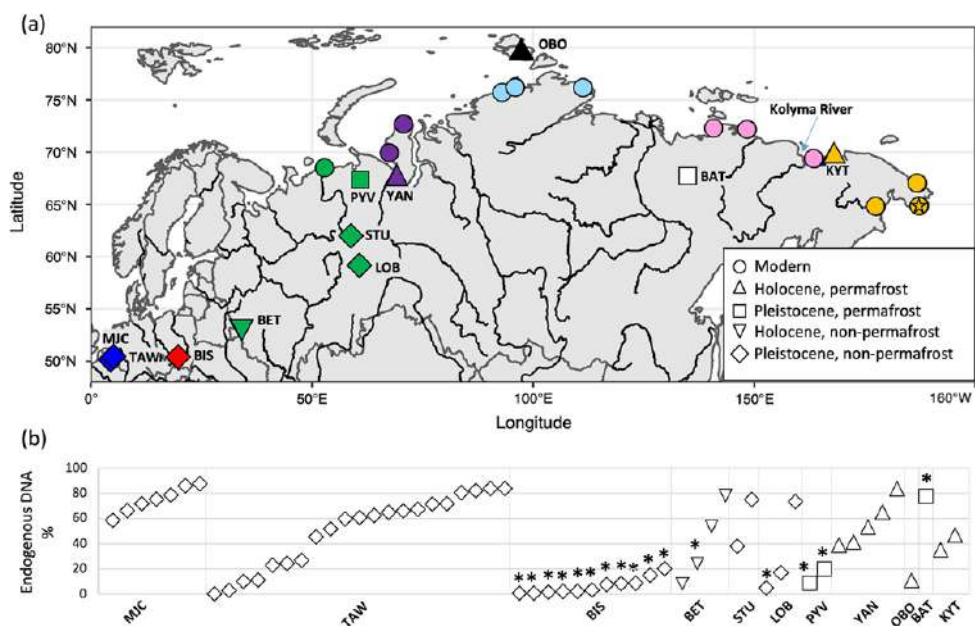 (a)
80°N
75°N
70°N
65°N
60°N
55°N
50°N
Latitude
OBO
Kolyma River
KYT
BAT
PYV
YAN
STU
LOB
BET
MJC
TAW
BIS
Modern
Holocene, permafrost
Pleistocene, permafrost
Holocene, non-permafrost
Pleistocene, non-permafrost
0°
50°E
100°E
150°E
160°W
Longitude
(b)
Endogenous DNA
%
100
80
60
40
20
0
* * * * * * * * * * * * * * *
MJC
TAW
BIS
BET
STU
LOB
PYV
YAN
OBO
BAT
KYT